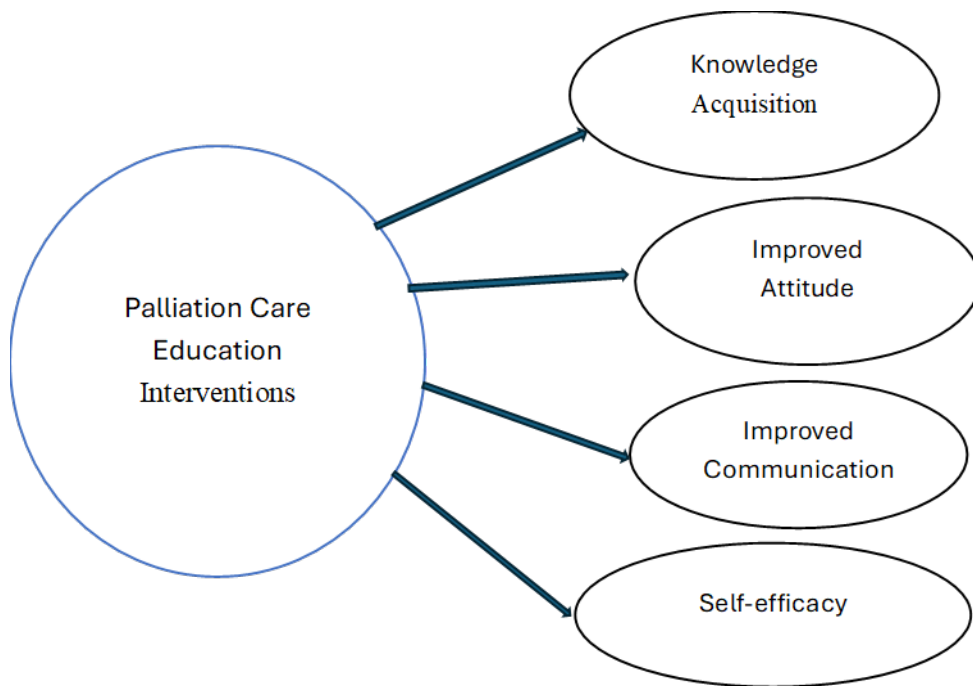 Knowledge
Acquisition
Improved
Attitude
Palliation Care
Education
Interventions
Improved
Communication
Self-efficacy